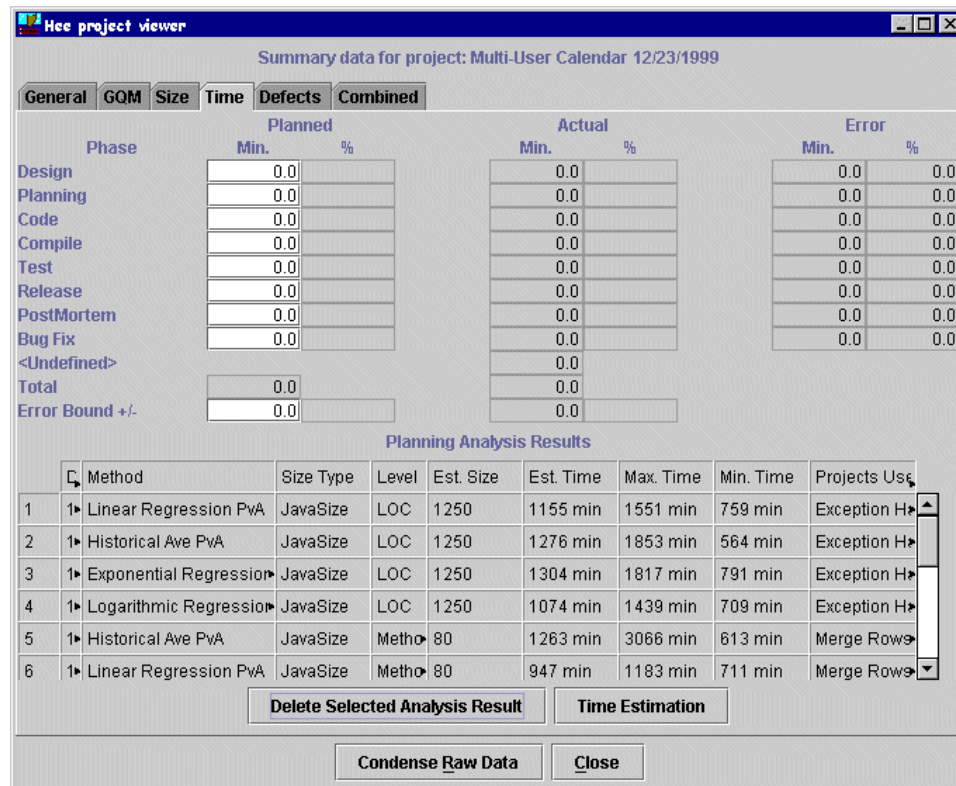 Hee project viewer
Summary data for project: Multi-User Calendar 12/23/1999
General GQM Size Time Defects Combined
Planned Actual Error
Phase Min. % Min. % Min. %
Design 0.0 0.0 0.0 0.0
Planning 0.0 0.0 0.0 0.0
Code 0.0 0.0 0.0 0.0
Compile 0.0 0.0 0.0 0.0
Test 0.0 0.0 0.0 0.0
Release 0.0 0.0 0.0 0.0
PostMortem 0.0 0.0 0.0 0.0
Bug Fix 0.0 0.0 0.0 0.0
<Undefined> 0.0
Total 0.0 0.0
Error Bound +/- 0.0 0.0
Planning Analysis Results
Method Size Type Level Est. Size Est. Time Max. Time Min. Time Projects Use
1 1 Linear Regression PvA JavaSize LOC 1250 1155 min 1551 min 759 min Exception Ha
2 1 Historical Ave PvA JavaSize LOC 1250 1276 min 1853 min 564 min Exception Ha
3 1 Exponential Regression JavaSize LOC 1250 1304 min 1817 min 791 min Exception Ha
4 1 Logarithmic Regression JavaSize LOC 1250 1074 min 1439 min 709 min Exception Ha
5 1 Historical Ave PvA JavaSize Metho 80 1263 min 3066 min 613 min Merge Rows
6 1 Linear Regression PvA JavaSize Metho 80 947 min 1183 min 711 min Merge Rows
Delete Selected Analysis Result Time Estimation
Condense Raw Data Close